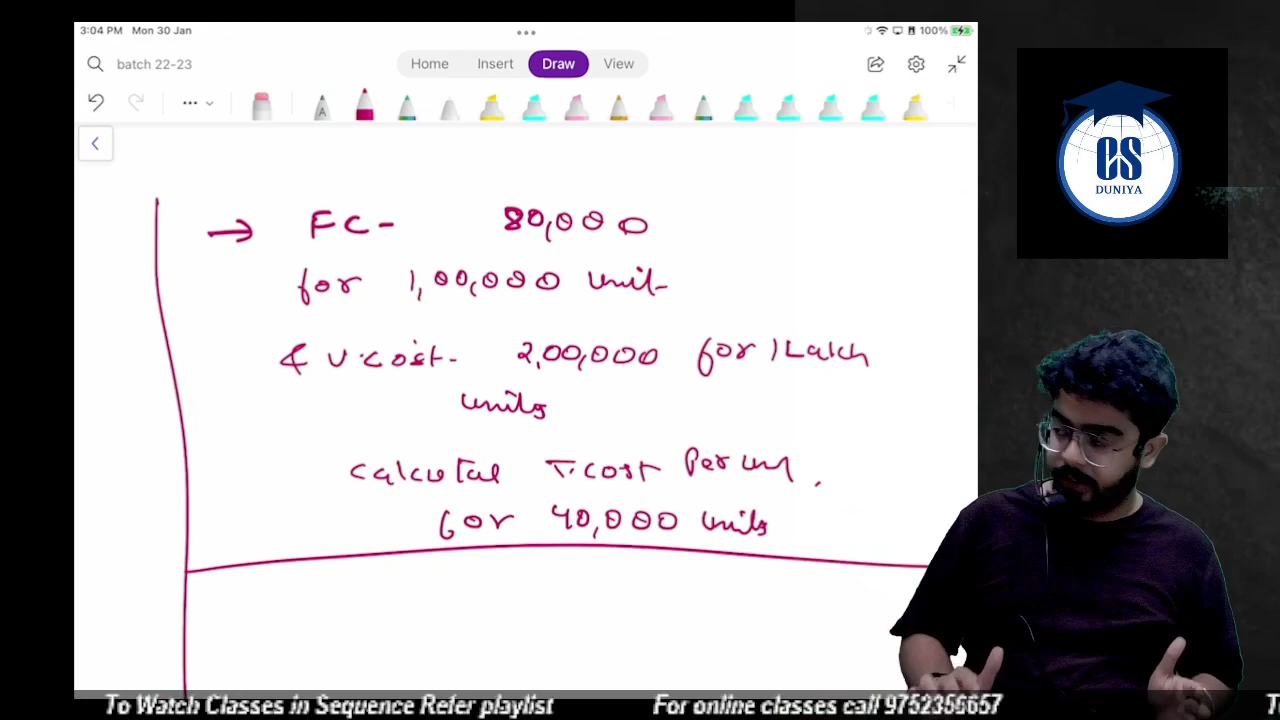 3:04 PM Mon 30 Jan
100%
batch 22-23
Home Insert Draw View
A
CS
DUNIYA
→ FC- 80,000
for 1,00,000 unit
& V.cost- 2,00,000 for 1 Lakh
units
T.cost Per
for 40,000 units
To Watch Classes in Sequence Refer playlist For online classes call 9752356657